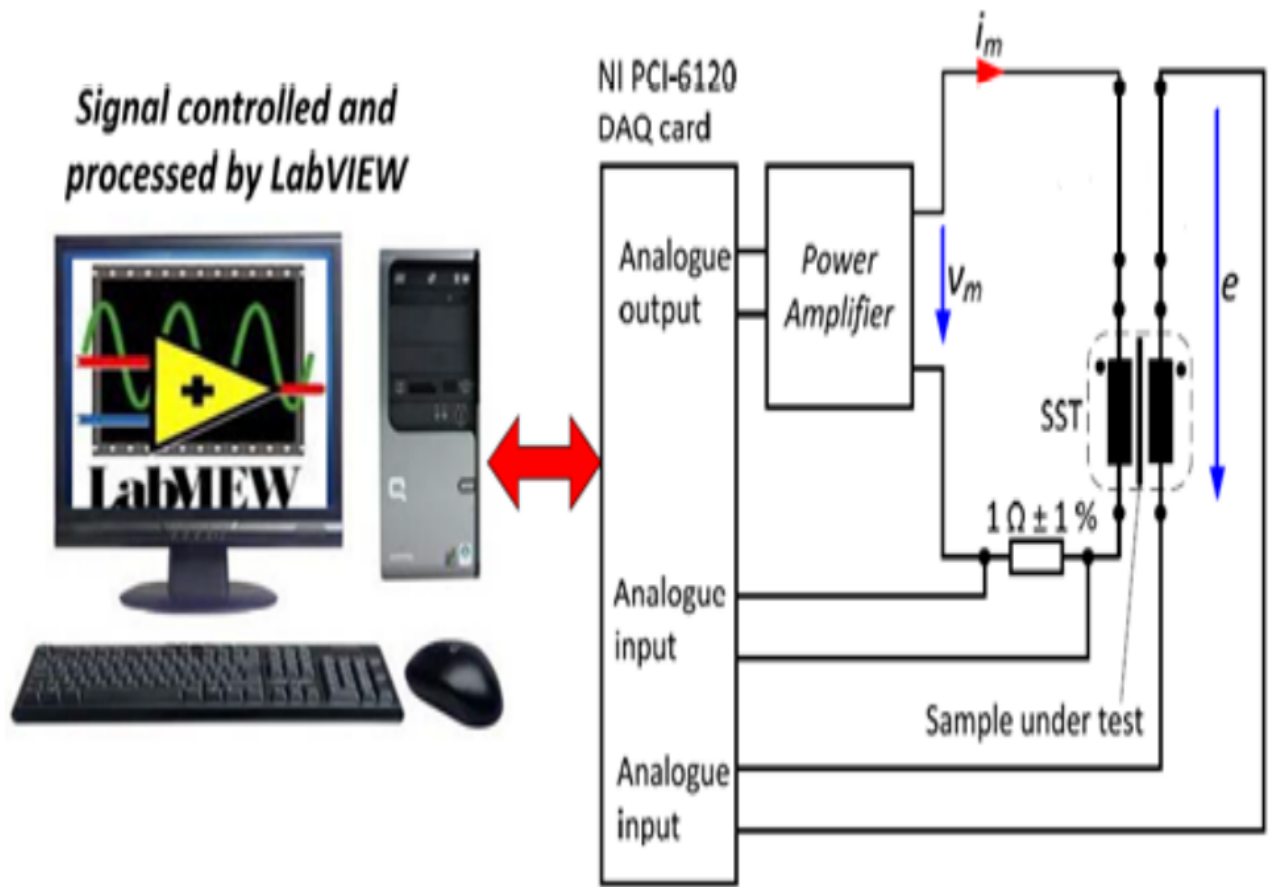 Signal controlled and
processed by LabVIEW
LabMEW
NI PCI-6120
DAQ card
Analogue
output
Power
Amplifier
i_m
v_m
e
SST
1 Ω ± 1 %
Analogue
input
Sample under test
Analogue
input